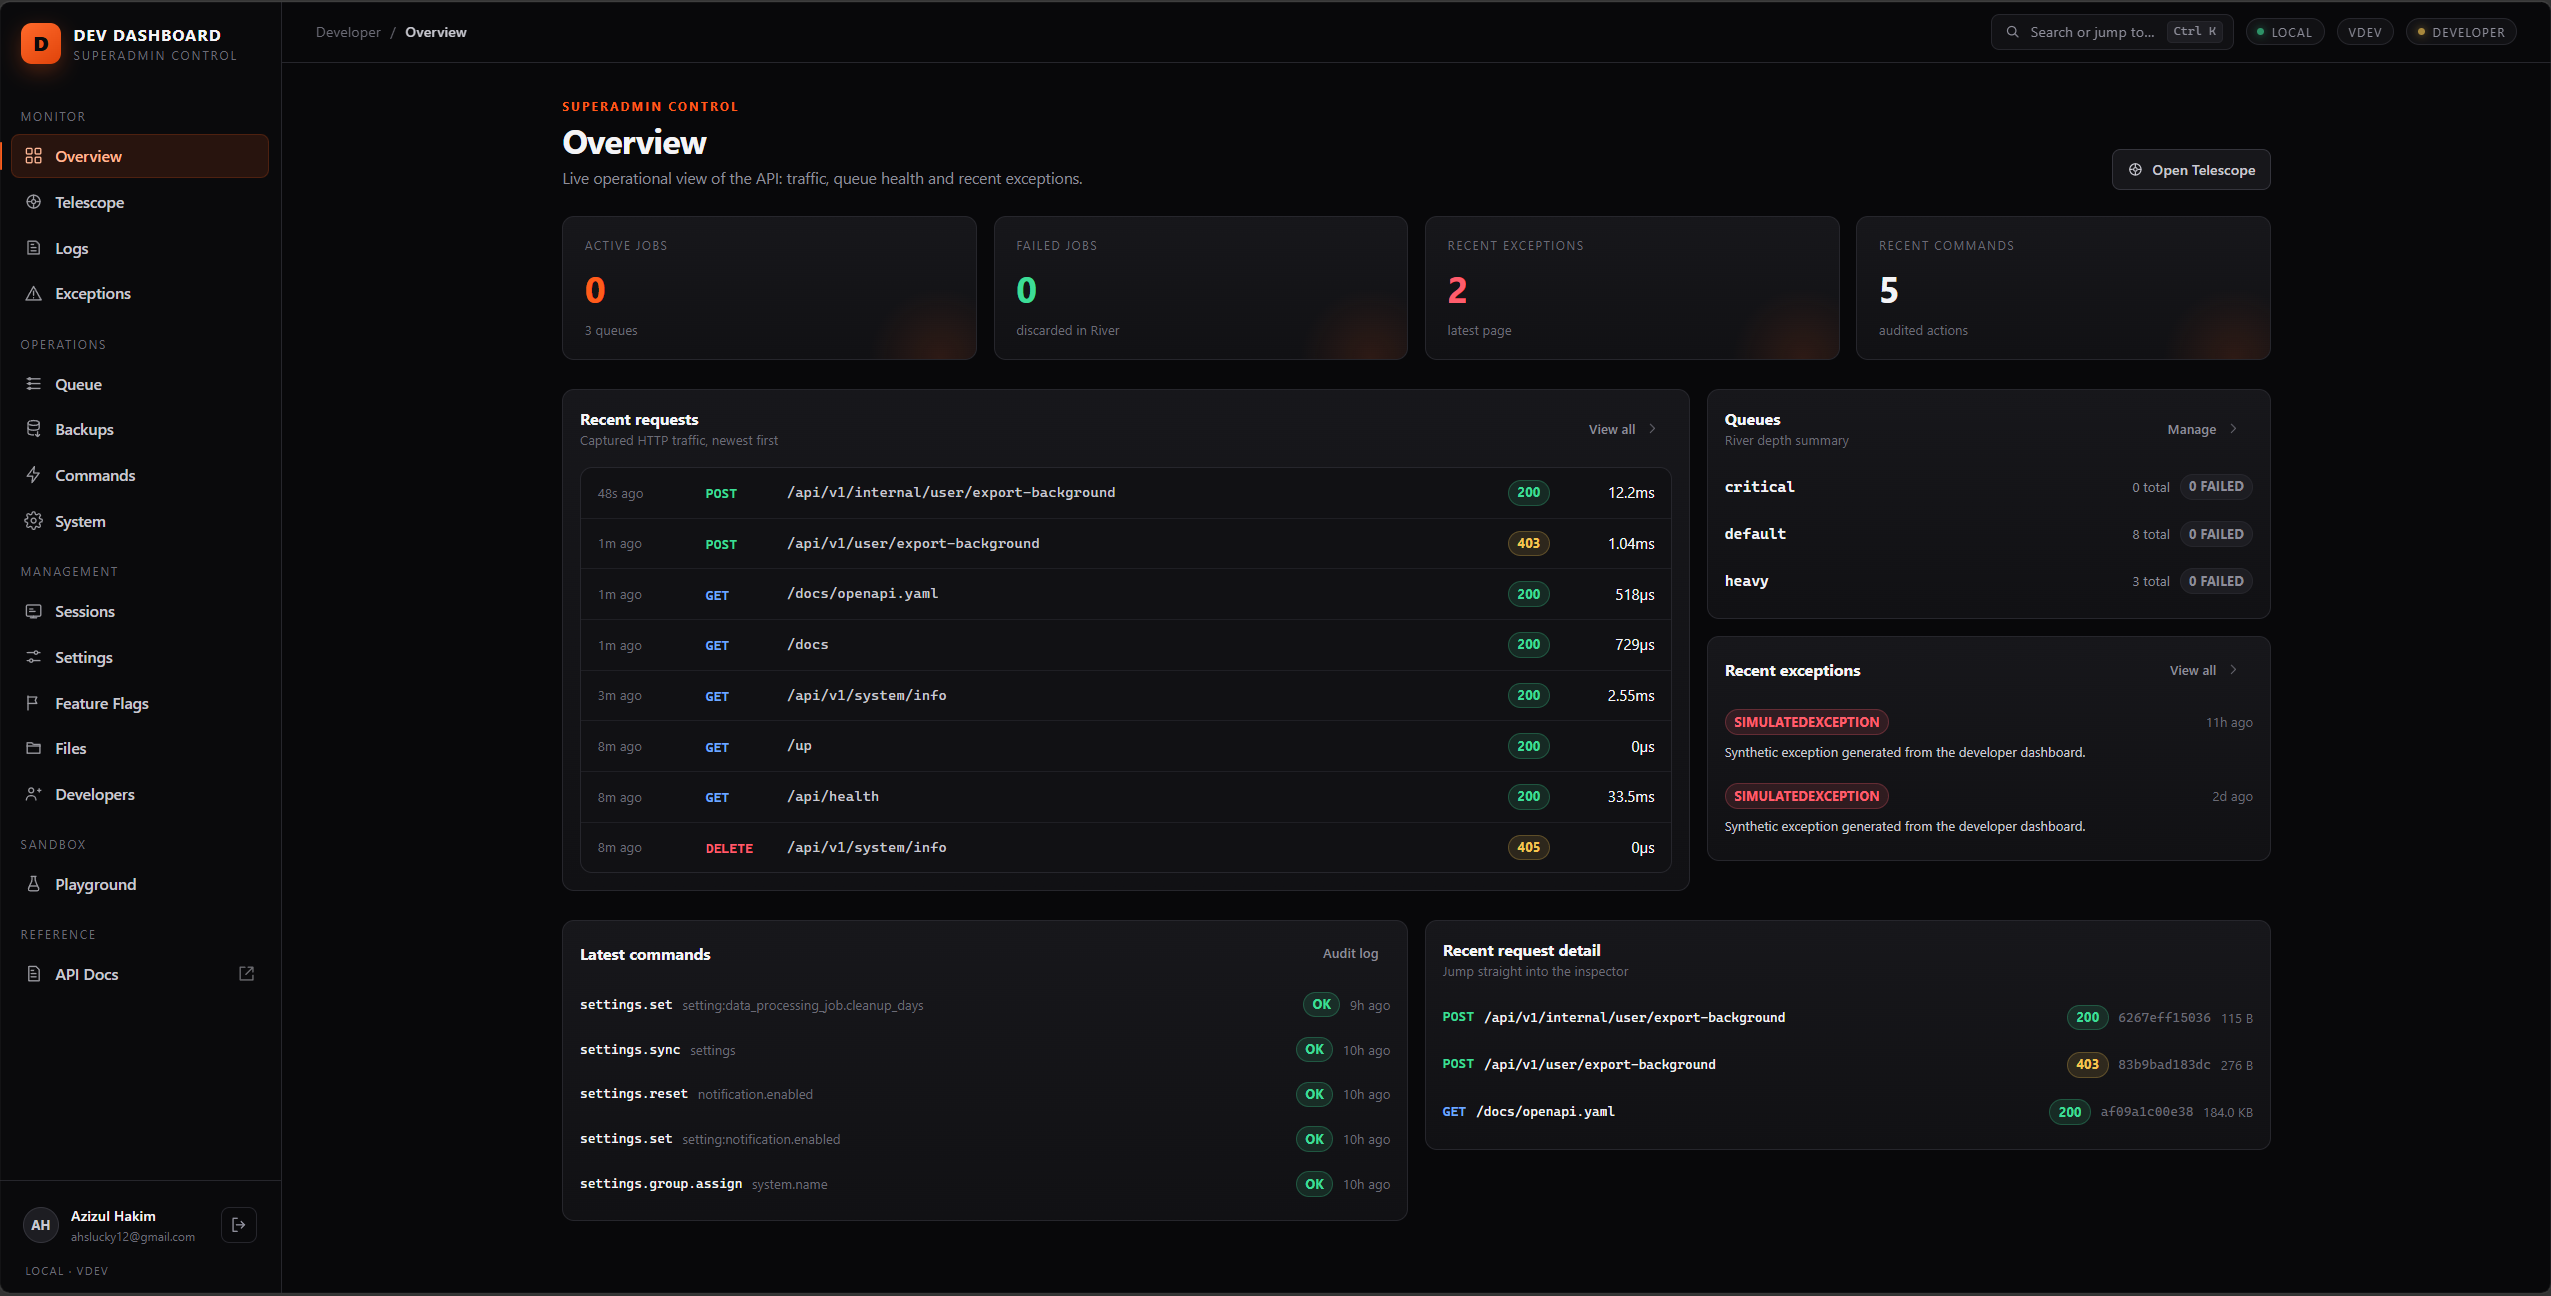 D
DEV DASHBOARD
SUPERADMIN CONTROL
MONITOR
Overview
Telescope
Logs
Exceptions
OPERATIONS
Queue
Backups
Commands
System
MANAGEMENT
Sessions
Settings
Feature Flags
Files
Developers
SANDBOX
Playground
REFERENCE
API Docs
AH
Azizul Hakim
ahslucky12@gmail.com
LOCAL · VDEV
Developer / Overview
Search or jump to... Ctrl K
LOCAL
VDEV
DEVELOPER
SUPERADMIN CONTROL
Overview
Live operational view of the API: traffic, queue health and recent exceptions.
Open Telescope
ACTIVE JOBS
0
3 queues
FAILED JOBS
0
discarded in River
RECENT EXCEPTIONS
2
latest page
RECENT COMMANDS
5
audited actions
Recent requests
Captured HTTP traffic, newest first
View all
48s ago POST /api/v1/internal/user/export-background 200 12.2ms
1m ago POST /api/v1/user/export-background 403 1.04ms
1m ago GET /docs/openapi.yaml 200 518µs
1m ago GET /docs 200 729µs
3m ago GET /api/v1/system/info 200 2.55ms
8m ago GET /up 200 0µs
8m ago GET /api/health 200 33.5ms
8m ago DELETE /api/v1/system/info 405 0µs
Queues
River depth summary
Manage
critical 0 total 0 FAILED
default 8 total 0 FAILED
heavy 3 total 0 FAILED
Recent exceptions
View all
SIMULATEDEXCEPTION 11h ago
Synthetic exception generated from the developer dashboard.
SIMULATEDEXCEPTION 2d ago
Synthetic exception generated from the developer dashboard.
Latest commands
Audit log
settings.set setting:data_processing_job.cleanup_days OK 9h ago
settings.sync settings OK 10h ago
settings.reset notification.enabled OK 10h ago
settings.set setting:notification.enabled OK 10h ago
settings.group.assign system.name OK 10h ago
Recent request detail
Jump straight into the inspector
POST /api/v1/internal/user/export-background 200 6267eff15036 115 B
POST /api/v1/user/export-background 403 83b9bad183dc 276 B
GET /docs/openapi.yaml 200 af09a1c00e38 184.0 KB